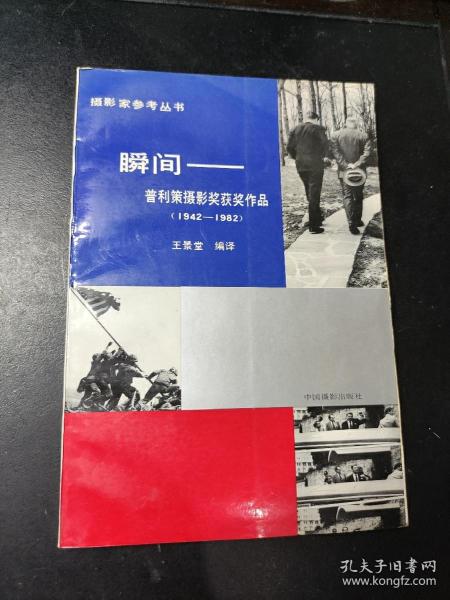 摄影家参考丛书
瞬间——
普利策摄影奖获奖作品
(1942—1982)
王景堂 编译
中国摄影出版社
孔夫子旧书网
www.kongfz.com